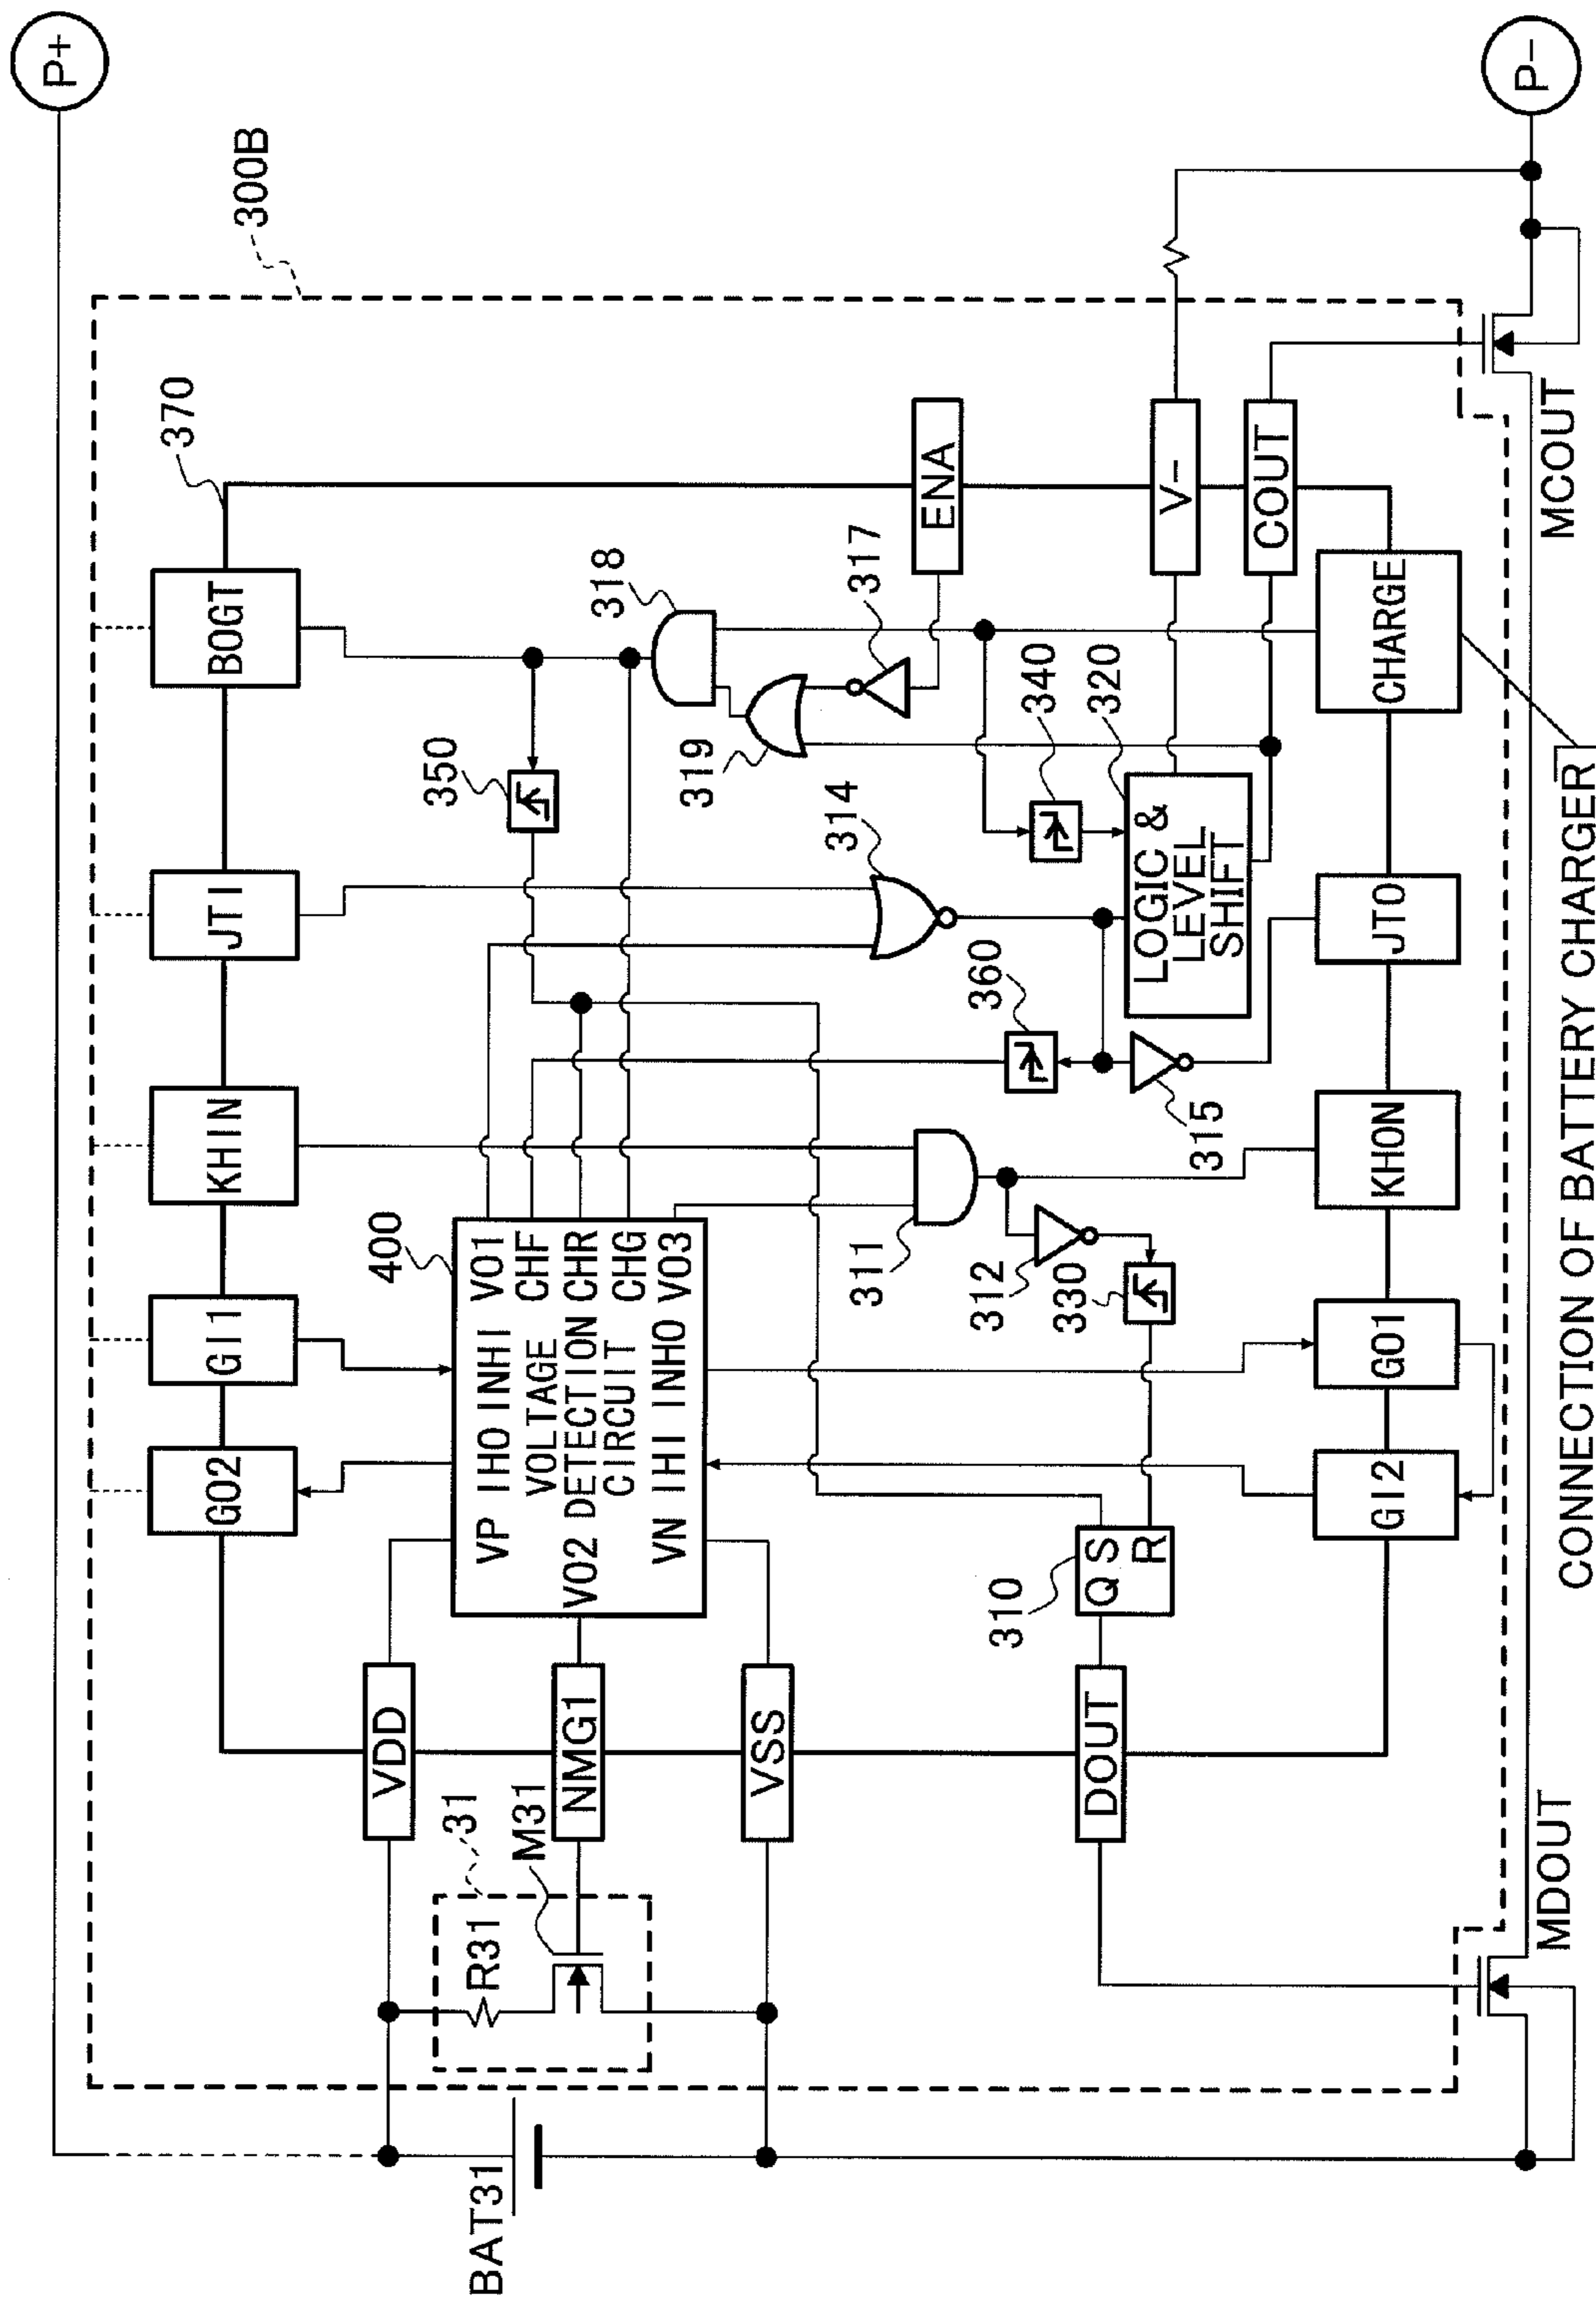 P+
P-
300B
370
BOGT
JTI
KHIN
GI1
GO2
VDD
NMG1
VSS
DOUT
ENA
V-
COUT
CHARGE
JTO
KHON
GO1
GI2
400
VP IHO INHI VO1
VOLTAGE CHF
VO2 DETECTION CHR
CIRCUIT CHG
VN IHI INHO VO3
350
318
317
319
314
340
320
LOGIC &
LEVEL
SHIFT
360
315
311
312
330
310
Q S
R
31
R31
M31
BAT31
MDOUT
MCOUT
CONNECTION OF BATTERY CHARGER